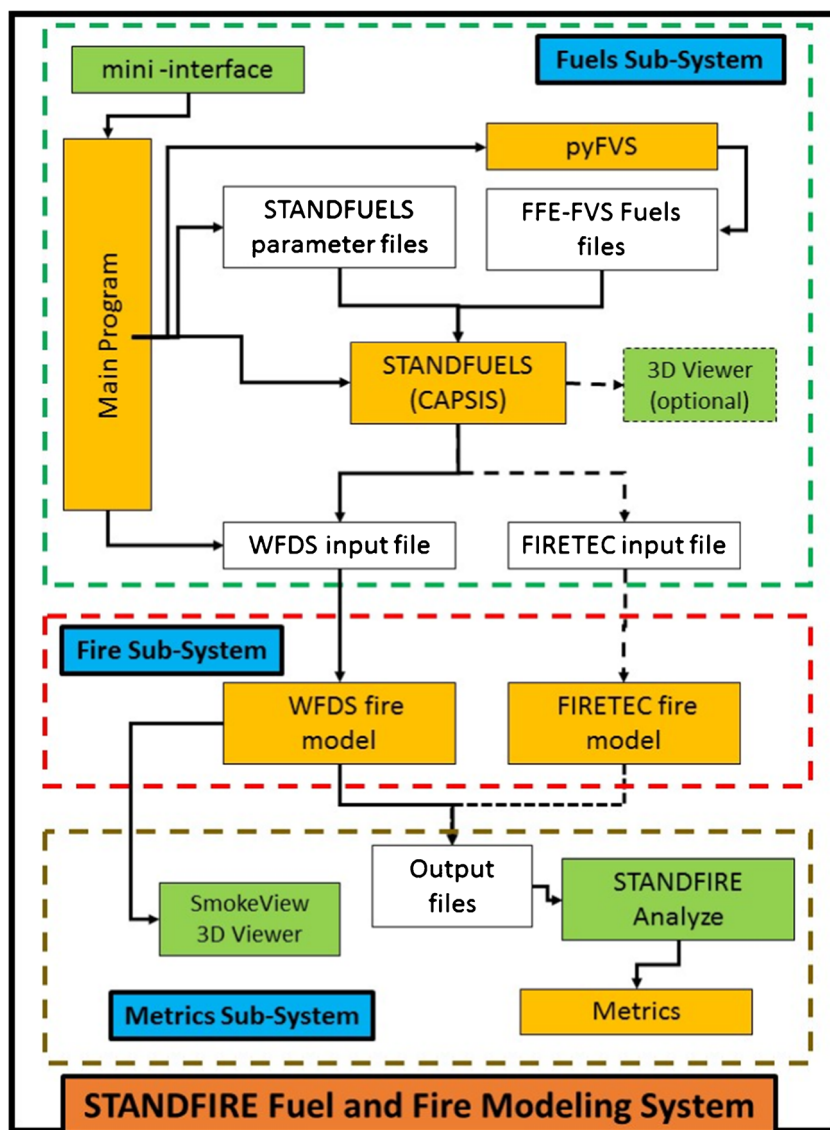 mini -interface
Fuels Sub-System
pyFVS
STANDFUELS
parameter files
FFE-FVS Fuels
files
Main Program
STANDFUELS
(CAPSIS)
3D Viewer
(optional)
WFDS input file
FIRETEC input file
Fire Sub-System
WFDS fire
model
FIRETEC fire
model
Output
files
STANDFIRE
Analyze
SmokeView
3D Viewer
Metrics
Metrics Sub-System
STANDFIRE Fuel and Fire Modeling System